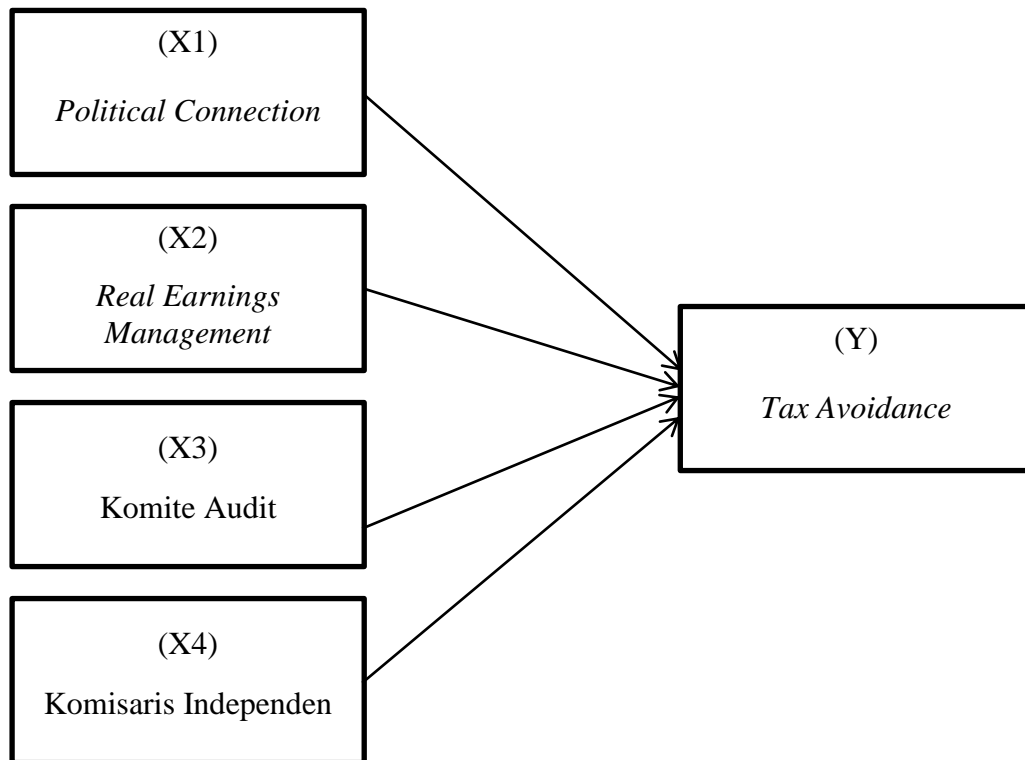 (X1)
Political Connection
(X2)
Real Earnings
Management
(X3)
Komite Audit
(X4)
Komisaris Independen
(Y)
Tax Avoidance